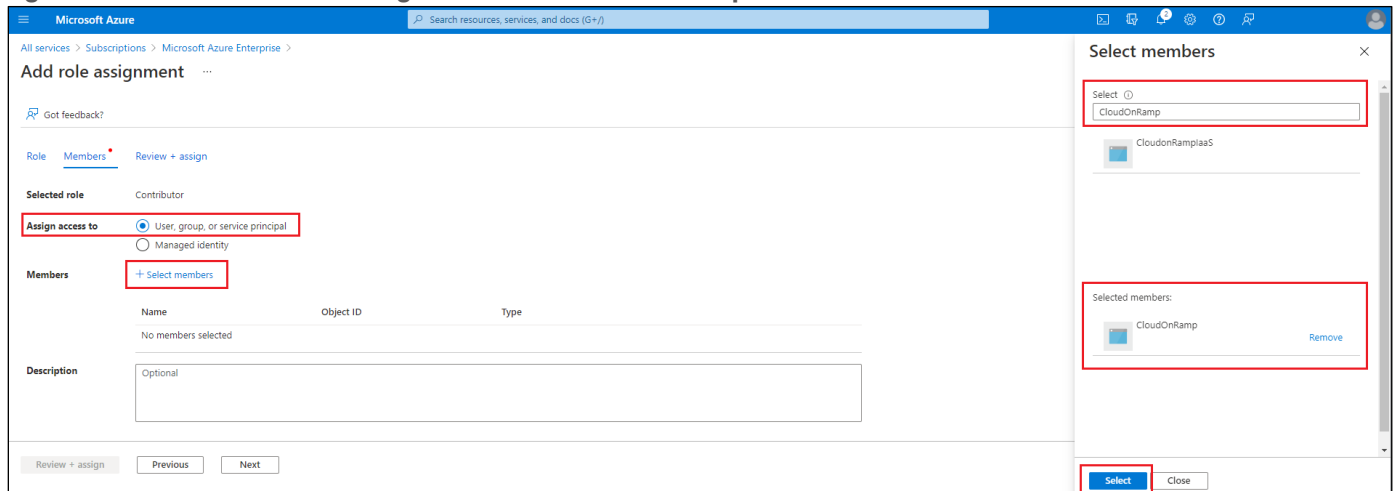 Microsoft Azure
Search resources, services, and docs (G+/)
2
All services > Subscriptions > Microsoft Azure Enterprise >
Add role assignment ...
Got feedback?
Role Members Review + assign
Selected role Contributor
Assign access to User, group, or service principal
Managed identity
Members + Select members
Name Object ID Type
No members selected
Description Optional
Review + assign Previous Next
Select members
Select
CloudOnRamp
CloudonRampIaaS
Selected members:
CloudOnRamp
Remove
Select Close